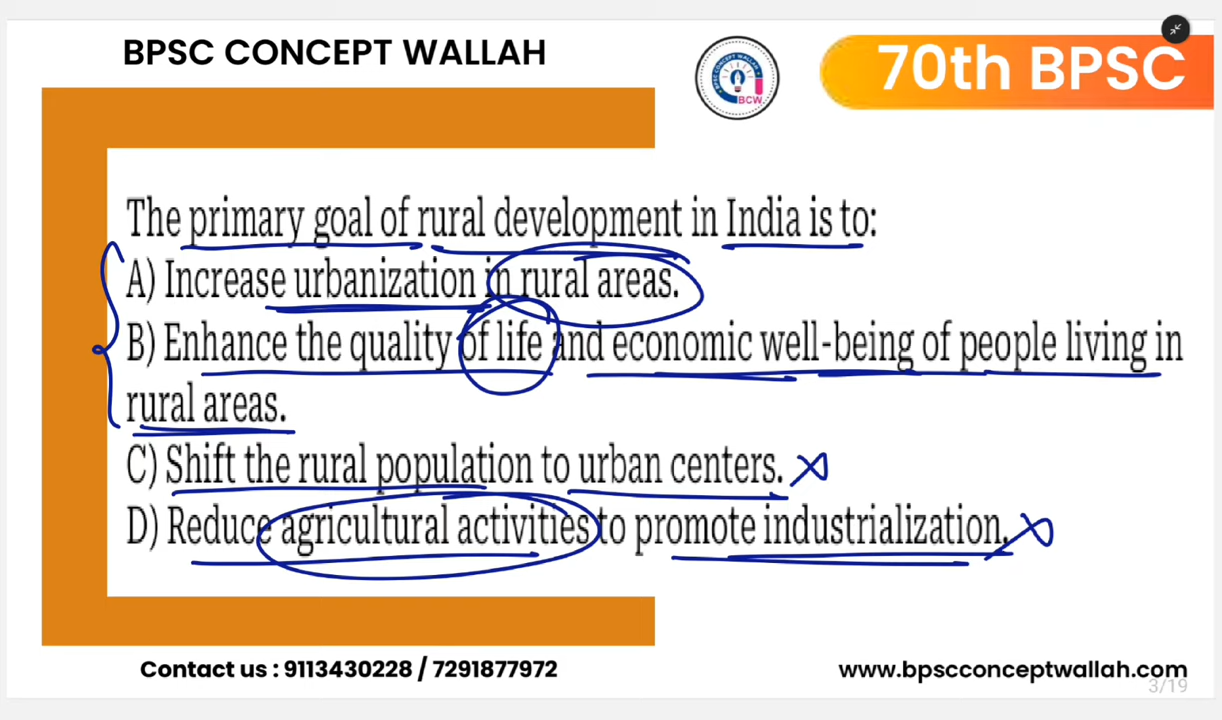 BPSC CONCEPT WALLAH
BCW
70th BPSC
The primary goal of rural development in India is to:
A) Increase urbanization in rural areas.
B) Enhance the quality of life and economic well-being of people living in
rural areas.
C) Shift the rural population to urban centers.
D) Reduce agricultural activities to promote industrialization.
Contact us : 9113430228 / 7291877972
www.bpscconceptwallah.com
3/19